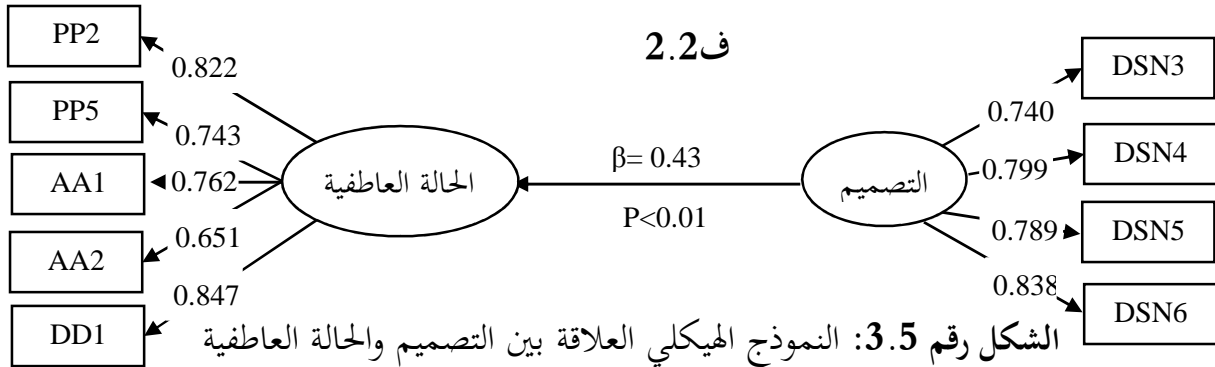 ف2.2
PP2
PP5
AA1
AA2
DD1
0.822
0.743
0.762
0.651
0.847
الحالة العاطفية
β= 0.43
P<0.01
التصميم
0.740
0.799
0.789
0.838
DSN3
DSN4
DSN5
DSN6
الشكل رقم 3.5: النموذج الهيكلي العلاقة بين التصميم والحالة العاطفية